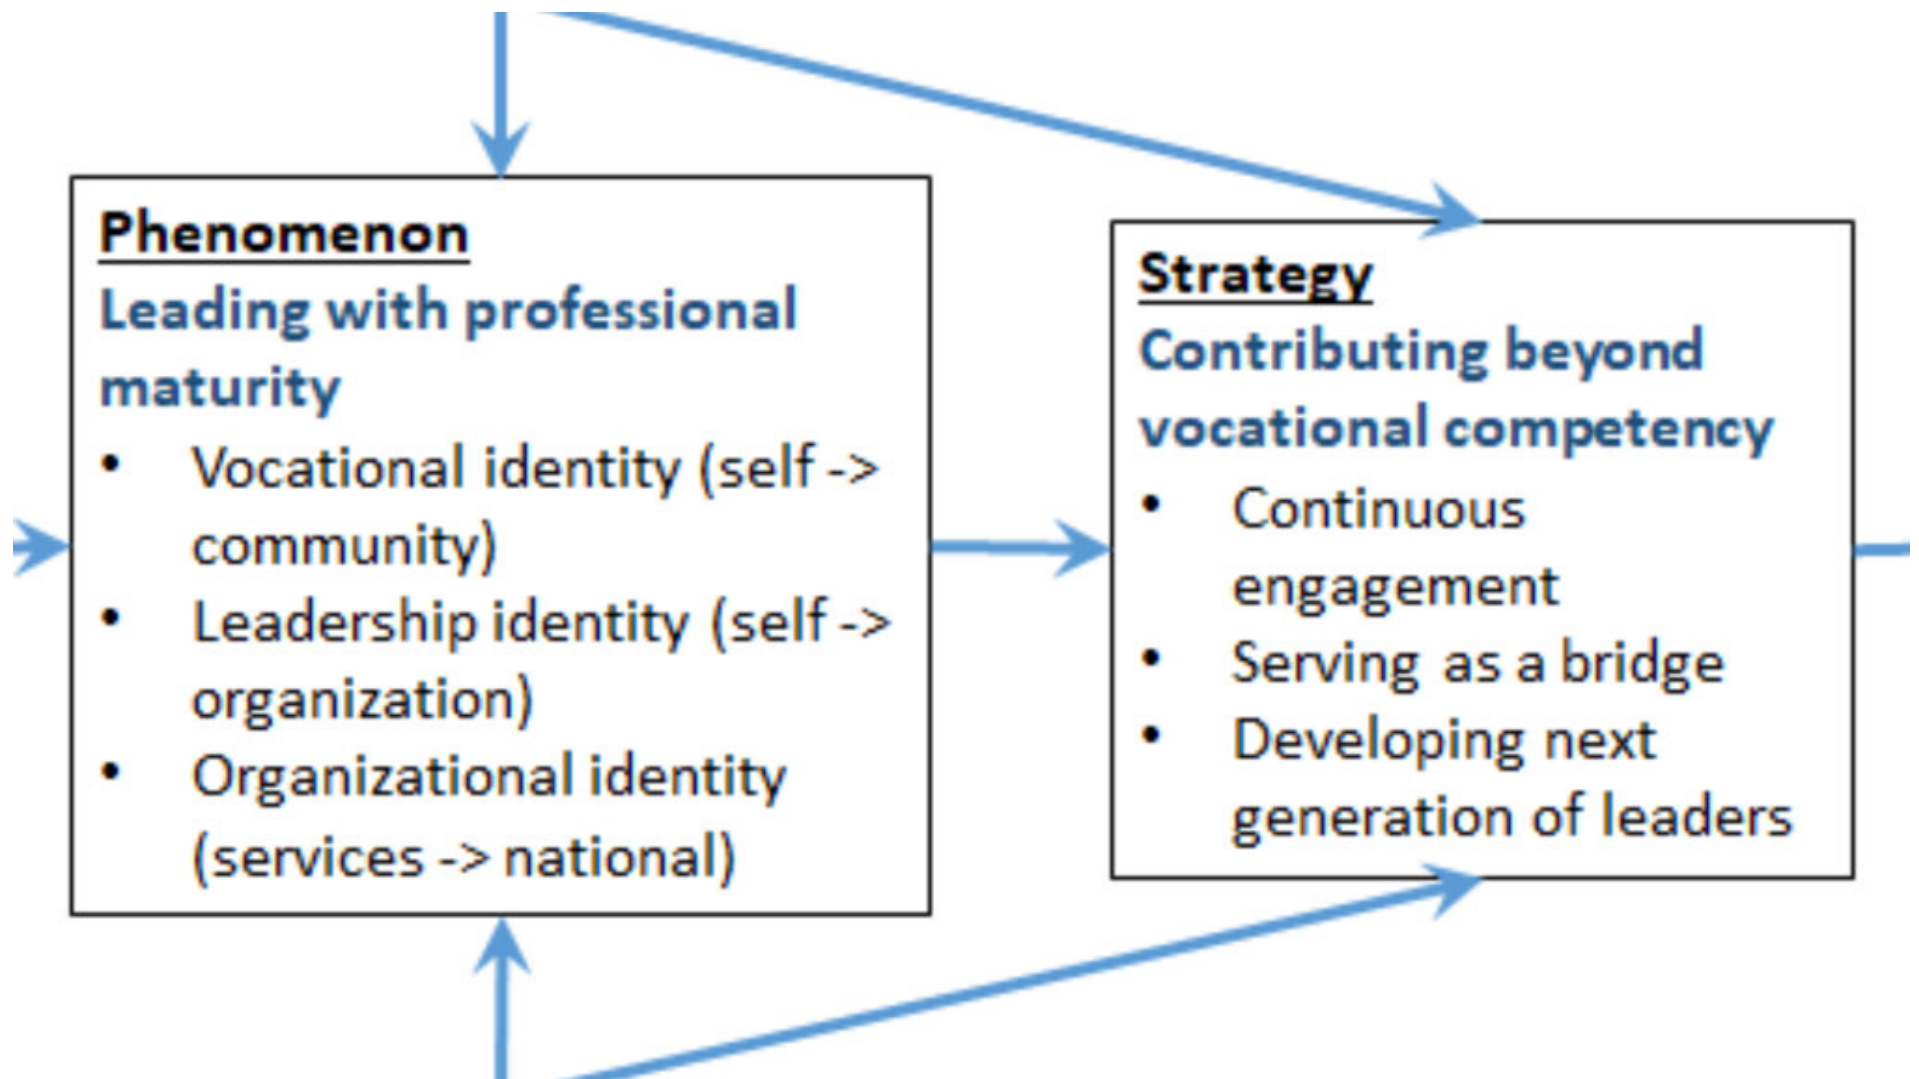 Phenomenon
Leading with professional
maturity
• Vocational identity (self ->
community)
• Leadership identity (self ->
organization)
• Organizational identity
(services -> national)
Strategy
Contributing beyond
vocational competency
• Continuous
engagement
• Serving as a bridge
• Developing next
generation of leaders